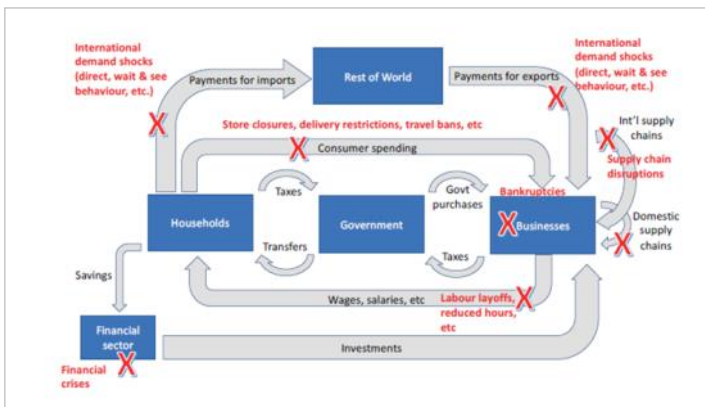 International
demand shocks
(direct, wait & see
behaviour, etc.)
Payments for imports
Rest of World
Payments for exports
International
demand shocks
(direct, wait & see
behaviour, etc.)
Int'l supply
chains
Store closures, delivery restrictions, travel bans, etc
Consumer spending
Supply chain
disruptions
Taxes
Govt
purchases
Bankruptcies
Households
Government
Businesses
Domestic
supply
chains
Transfers
Taxes
Savings
Wages, salaries, etc
Labour layoffs,
reduced hours,
etc
Financial
sector
Investments
Financial
crises